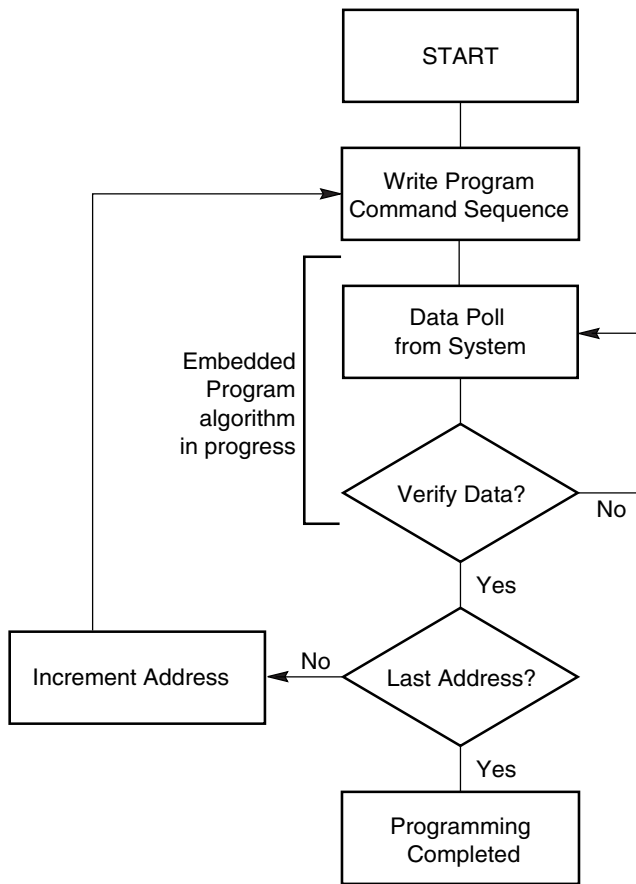 START
Write Program
Command Sequence
Data Poll
from System
Embedded
Program
algorithm
in progress
Verify Data?
No
Yes
No
Increment Address
Last Address?
Yes
Programming
Completed